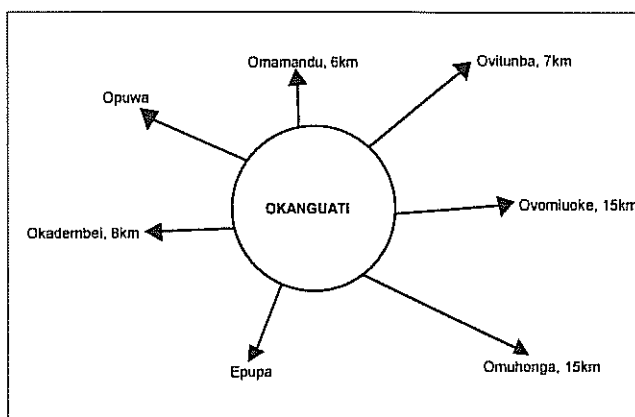 Omamandu, 6km
Ovitunba, 7km
Opuwa
OKANGUATI
Ovomiuoke, 15km
Okadembei, 8km
Epupa
Omuhonga, 15km